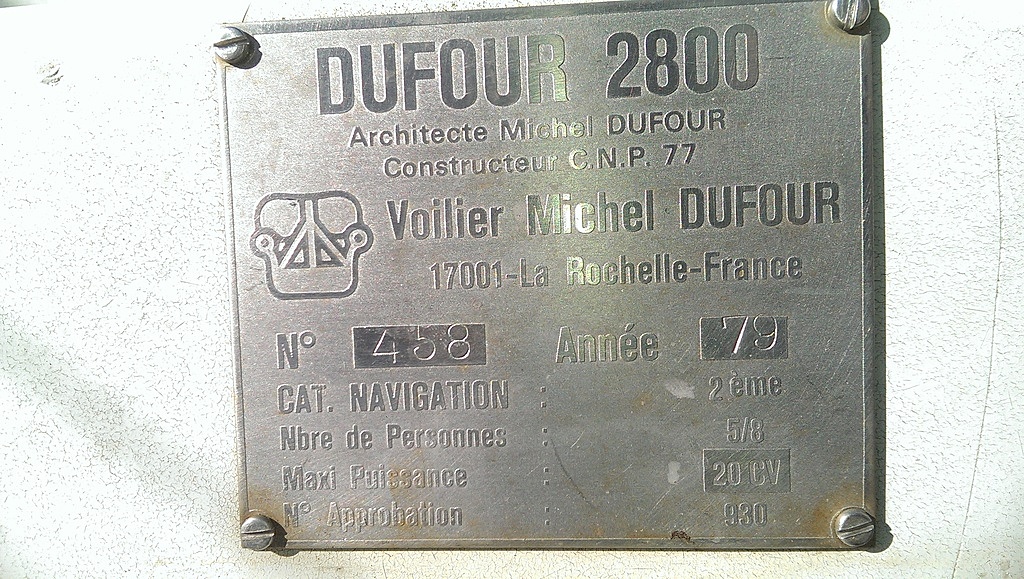 DUFOUR 2800
Architecte Michel DUFOUR
Constructeur C.N.P. 77
Voilier Michel DUFOUR
17001-La Rochelle-France
N° 458 Année 79
CAT. NAVIGATION : 2ème
Nbre de Personnes : 5/8
Maxi Puissance : 20 CV
N° Approbation : 930